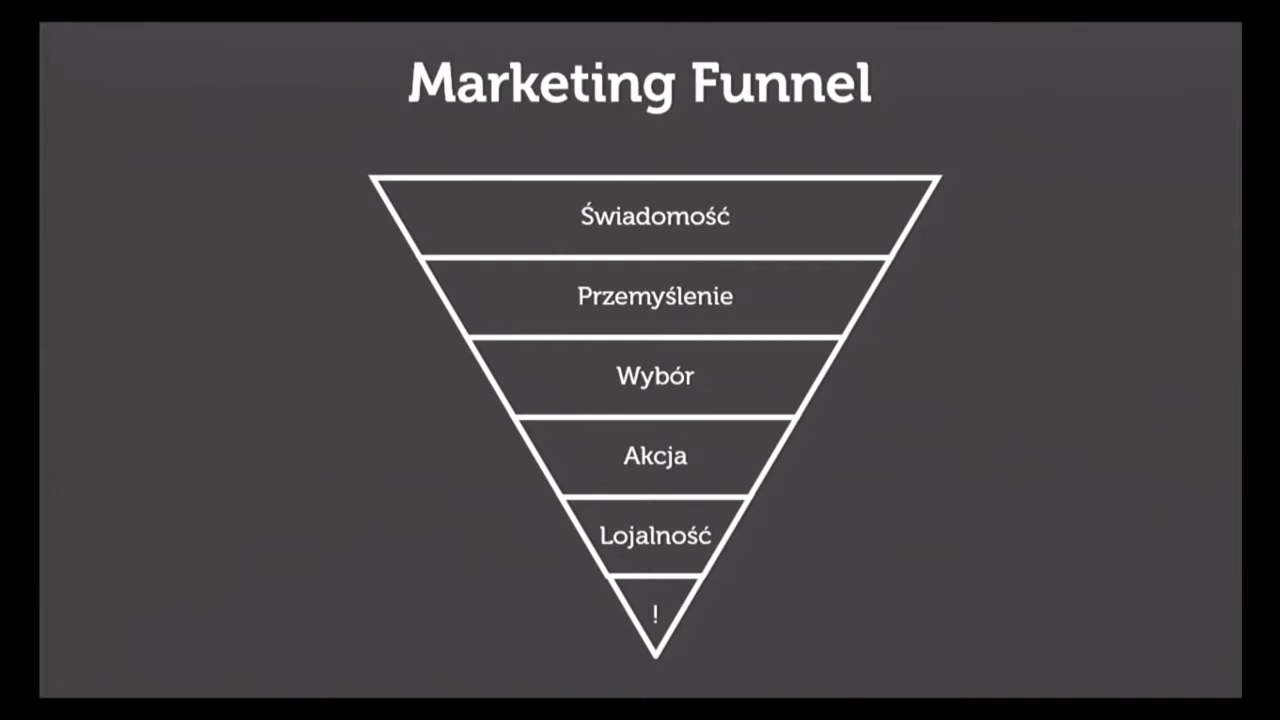 Marketing Funnel
Świadomość
Przemyślenie
Wybór
Akcja
Lojalność
!